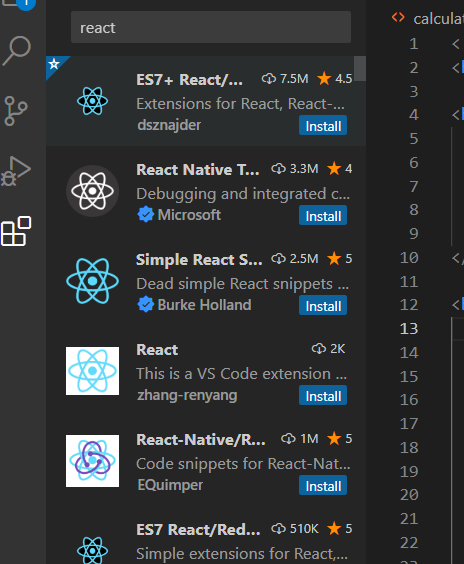 1
react
calculat
ES7+ React/... 7.5M 4.5
Extensions for React, React-...
dsznajder Install
React Native T... 3.3M 4
Debugging and integrated c...
Microsoft Install
Simple React S... 2.5M 5
Dead simple React snippets ...
Burke Holland Install
React 2K
This is a VS Code extension ...
zhang-renyang Install
React-Native/R... 1M 5
Code snippets for React-Nat...
EQuimper Install
ES7 React/Red... 510K 5
Simple extensions for React,...
1 <
2 <
3
4 <
5
6
7
8
9
10 </
11
12 <
13
14
15
16
17
18
19
20
21
22
23